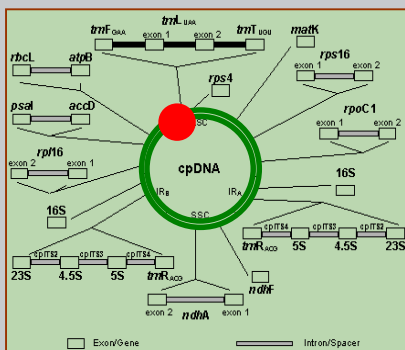 trnL UAA
trnF GAA exon 1 exon 2 trnT UGU
matK
rbcL atpB
rps4
rps16
exon 2 exon 1
psaI accD
SC
rpoC1
exon 2 exon 1
rpl16
exon 2 exon 1
cpDNA
16S
IRB IRA
16S
SSC
cpITS2 cpITS3 cpITS4
23S 4.5S 5S trnR ACG
cpITS4 cpITS3 cpITS2
trnR ACG 5S 4.5S 23S
ndhF
exon 2 ndhA exon 1
Exon/Gene Intron/Spacer